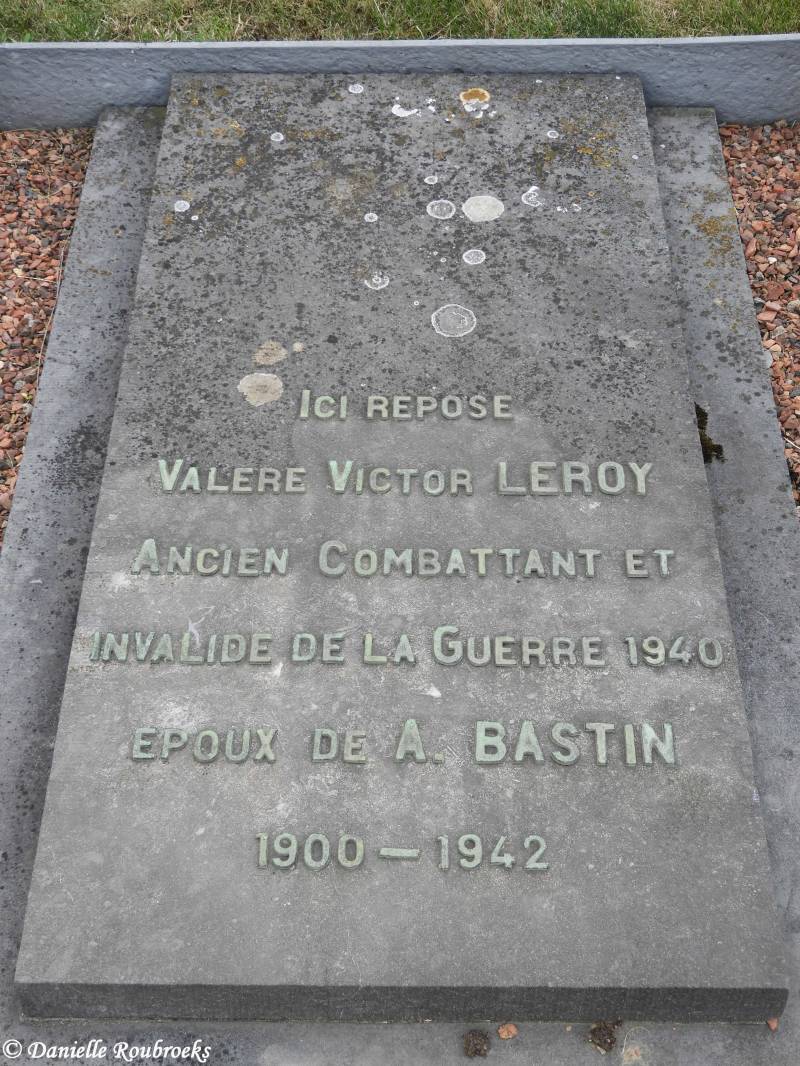 Ici repose
Valere Victor LEROY
Ancien Combattant et
invalide de la Guerre 1940
epoux de A. BASTIN
1900 – 1942
© Danielle Roubroeks